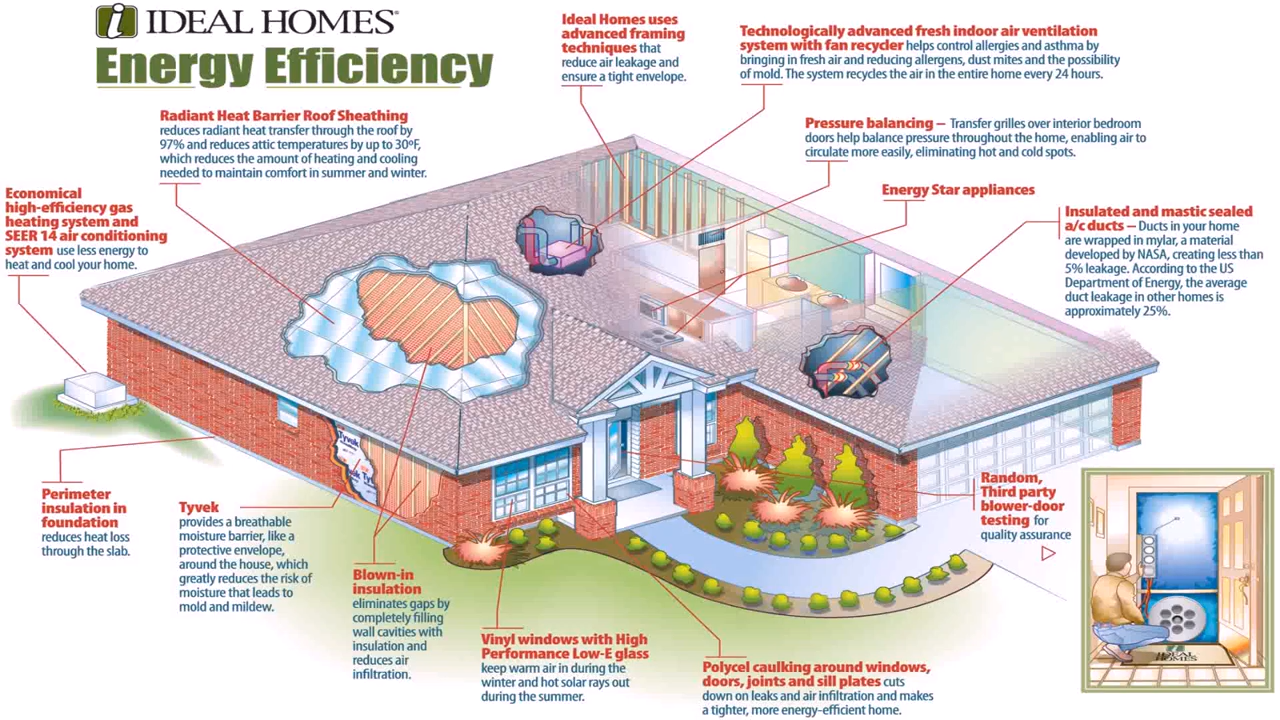 i IDEAL HOMES®
Energy Efficiency
Ideal Homes uses
advanced framing
techniques that
reduce air leakage and
ensure a tight envelope.
Technologically advanced fresh indoor air ventilation
system with fan recycler helps control allergies and asthma by
bringing in fresh air and reducing allergens, dust mites and the possibility
of mold. The system recycles the air in the entire home every 24 hours.
Radiant Heat Barrier Roof Sheathing
reduces radiant heat transfer through the roof by
97% and reduces attic temperatures by up to 30ºF,
which reduces the amount of heating and cooling
needed to maintain comfort in summer and winter.
Pressure balancing – Transfer grilles over interior bedroom
doors help balance pressure throughout the home, enabling air to
circulate more easily, eliminating hot and cold spots.
Energy Star appliances
Economical
high-efficiency gas
heating system and
SEER 14 air conditioning
system use less energy to
heat and cool your home.
Insulated and mastic sealed
a/c ducts – Ducts in your home
are wrapped in mylar, a material
developed by NASA, creating less than
5% leakage. According to the US
Department of Energy, the average
duct leakage in other homes is
approximately 25%.
Tyvek
Perimeter
insulation in
foundation
reduces heat loss
through the slab.
Tyvek
provides a breathable
moisture barrier, like a
protective envelope,
around the house, which
greatly reduces the risk of
moisture that leads to
mold and mildew.
Blown-in
insulation
eliminates gaps by
completely filling
wall cavities with
insulation and
reduces air
infiltration.
Vinyl windows with High
Performance Low-E glass
keep warm air in during the
winter and hot solar rays out
during the summer.
Polycel caulking around windows,
doors, joints and sill plates cuts
down on leaks and air infiltration and makes
a tighter, more energy-efficient home.
Random,
Third party
blower-door
testing for
quality assurance
IDEAL
HOMES